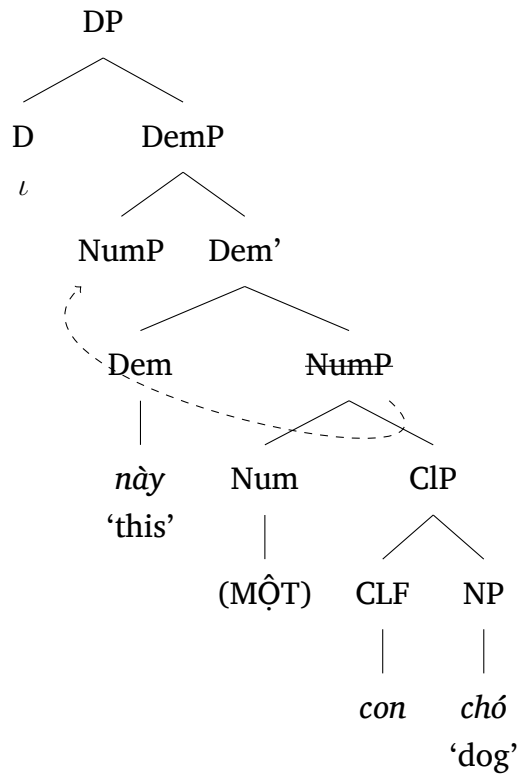 DP
D DemP
ι
NumP Dem’
Dem NumP
này Num ClP
‘this’
(MỘT) CLF NP
con chó
‘dog’